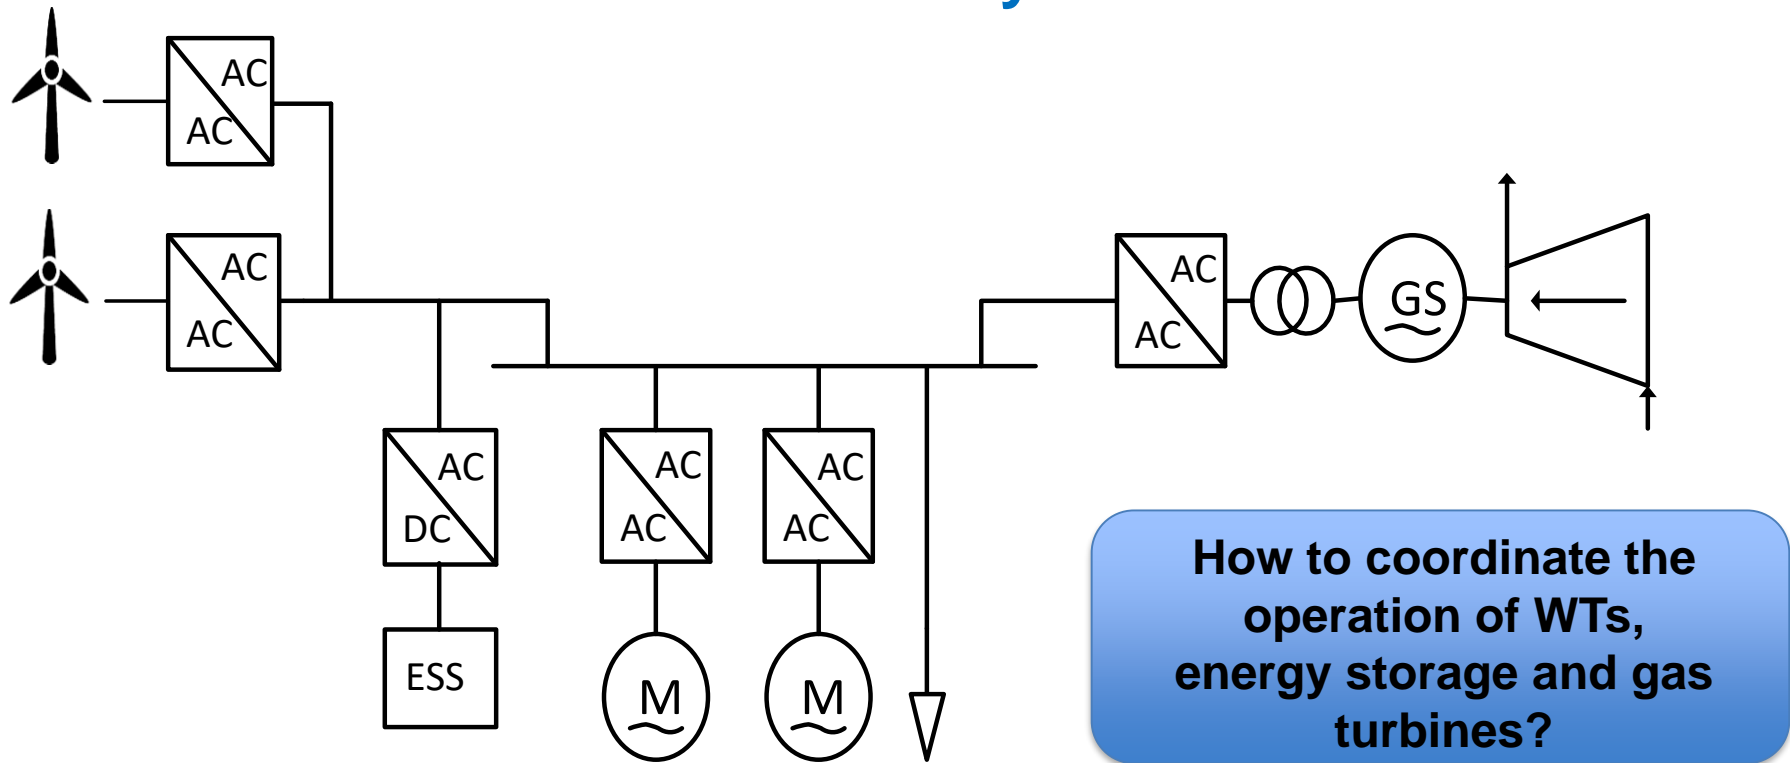 AC
AC
AC
AC
AC
AC
GS
AC
DC
AC
AC
AC
AC
ESS
M
M
How to coordinate the
operation of WTs,
energy storage and gas
turbines?